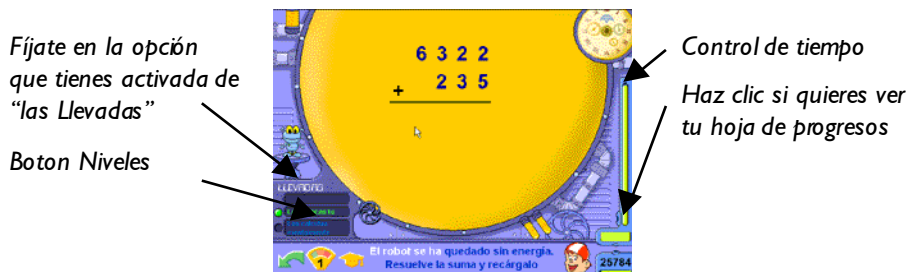 Fíjate en la opción
que tienes activada de
“las Llevadas”
Boton Niveles
6 3 2 2
+ 2 3 5
LLEVADAS
1
El robot se ha quedado sin energía.
Resuelve la suma y recárgalo
25784
Control de tiempo
Haz clic si quieres ver
tu hoja de progresos